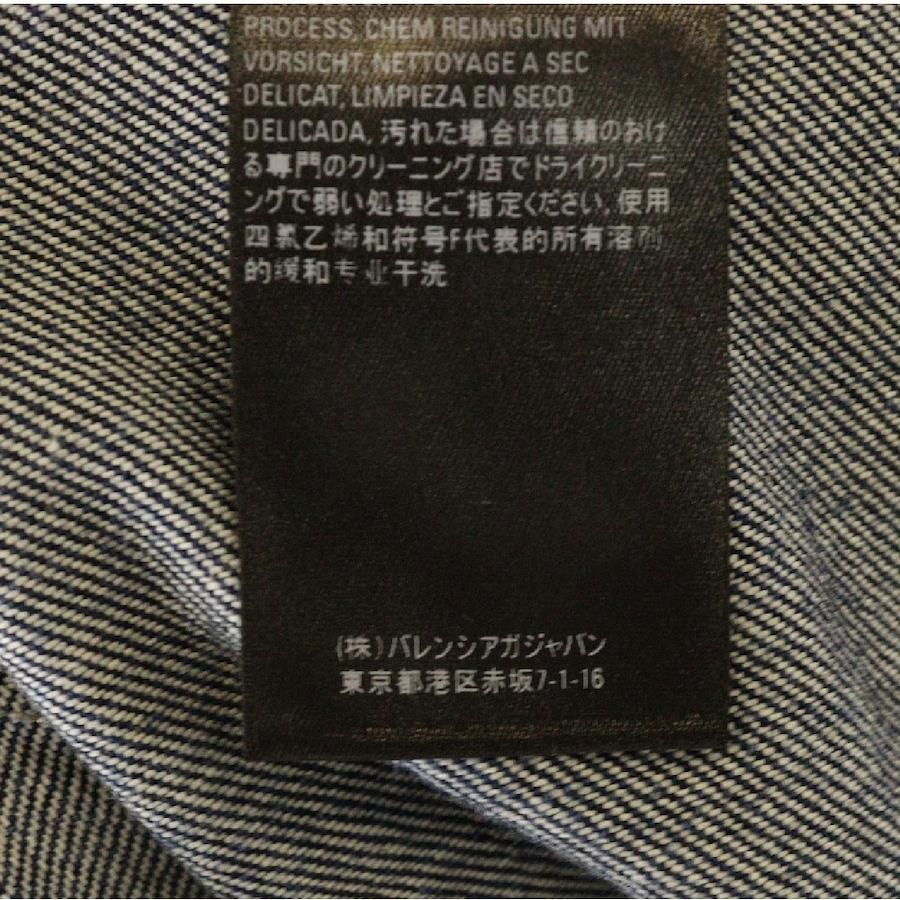 PROCESS, CHEM REINIGUNG MIT
VORSICHT, NETTOYAGE A SEC
DELICAT, LIMPIEZA EN SECO
DELICADA, 汚れた場合は信頼のおけ
る専門のクリーニング店でドライクリーニ
ングで弱い処理とご指定ください, 使用
四氯乙烯和符号F代表的所有溶剂
的缓和专业干洗
(株)バレンシアガジャパン
東京都港区赤坂7-1-16